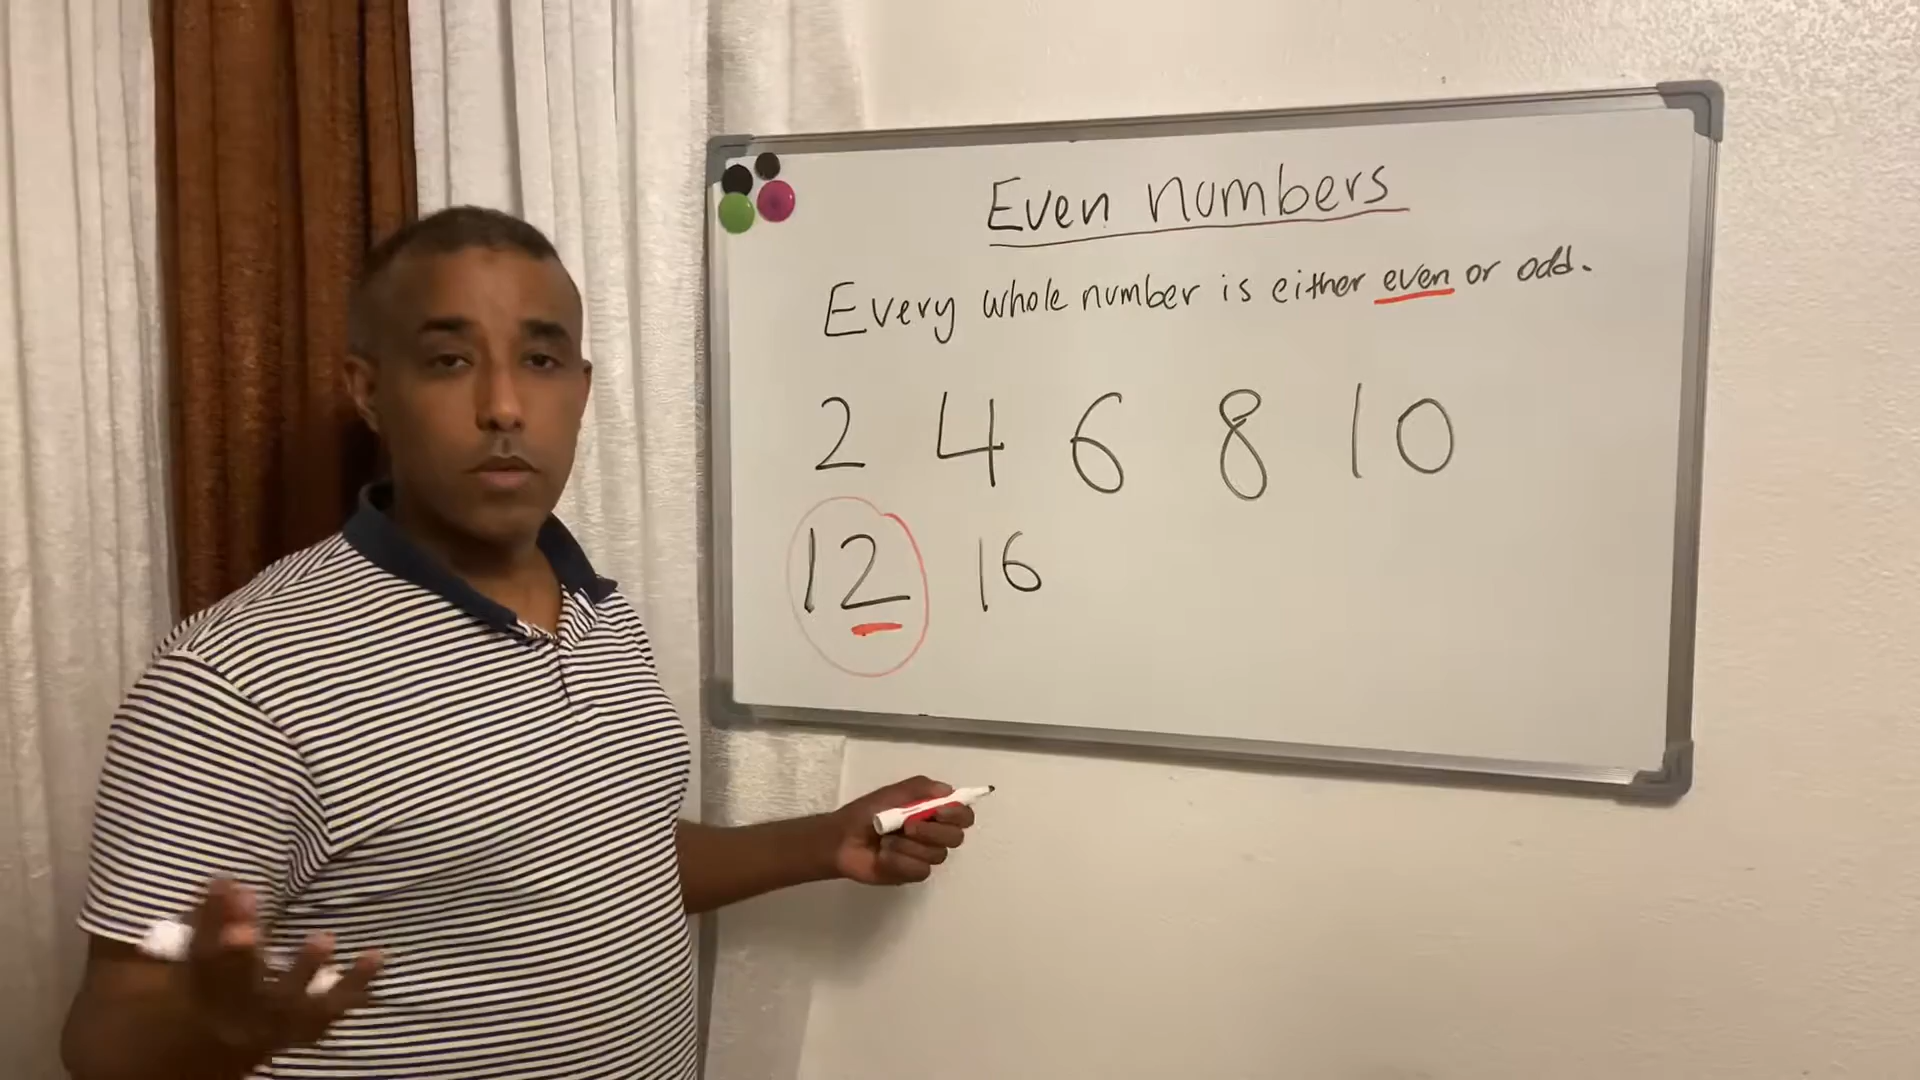 Even numbers
Every whole number is either even or odd.
2 4 6 8 10
12 16